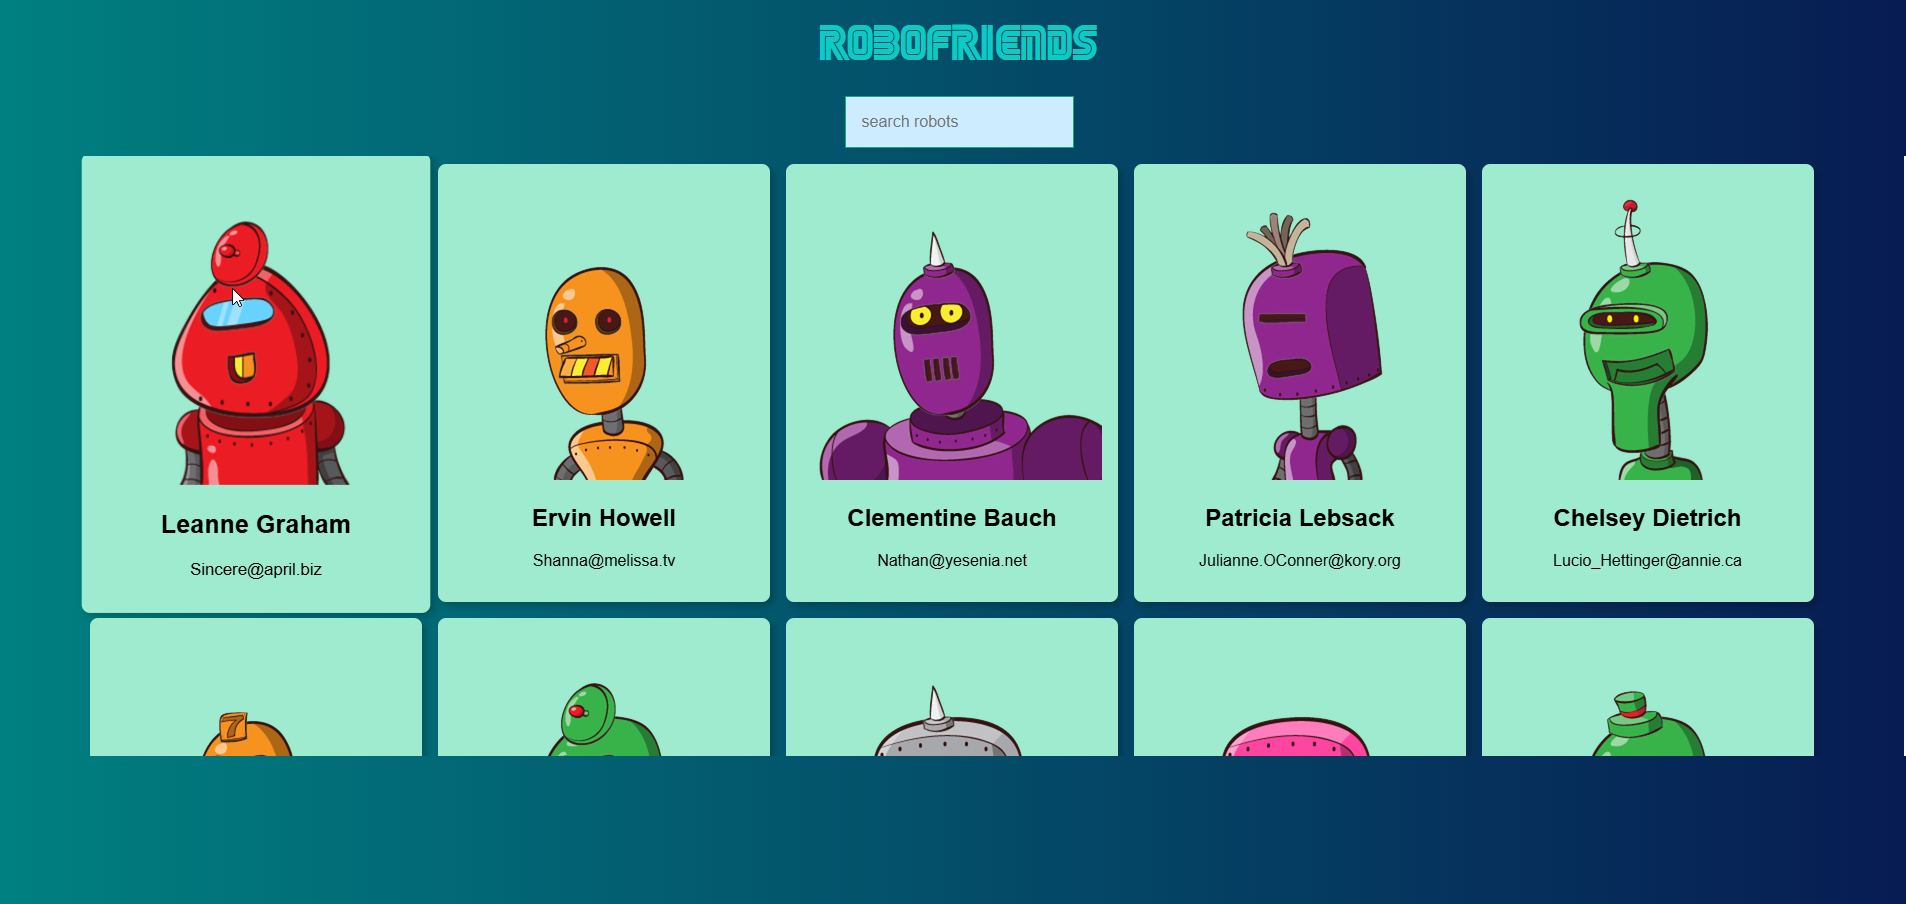 ROBOFRIENDS
search robots
Leanne Graham
Sincere@april.biz
Ervin Howell
Shanna@melissa.tv
Clementine Bauch
Nathan@yesenia.net
Patricia Lebsack
Julianne.OConner@kory.org
Chelsey Dietrich
Lucio_Hettinger@annie.ca
7